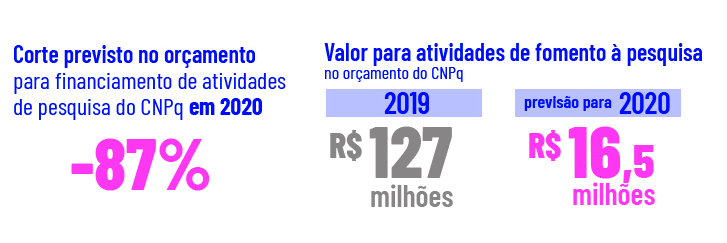 Corte previsto no orçamento
para financiamento de atividades
de pesquisa do CNPq em 2020
-87%
Valor para atividades de fomento à pesquisa
no orçamento do CNPq
2019
R$ 127
milhões
previsão para 2020
R$ 16,5
milhões